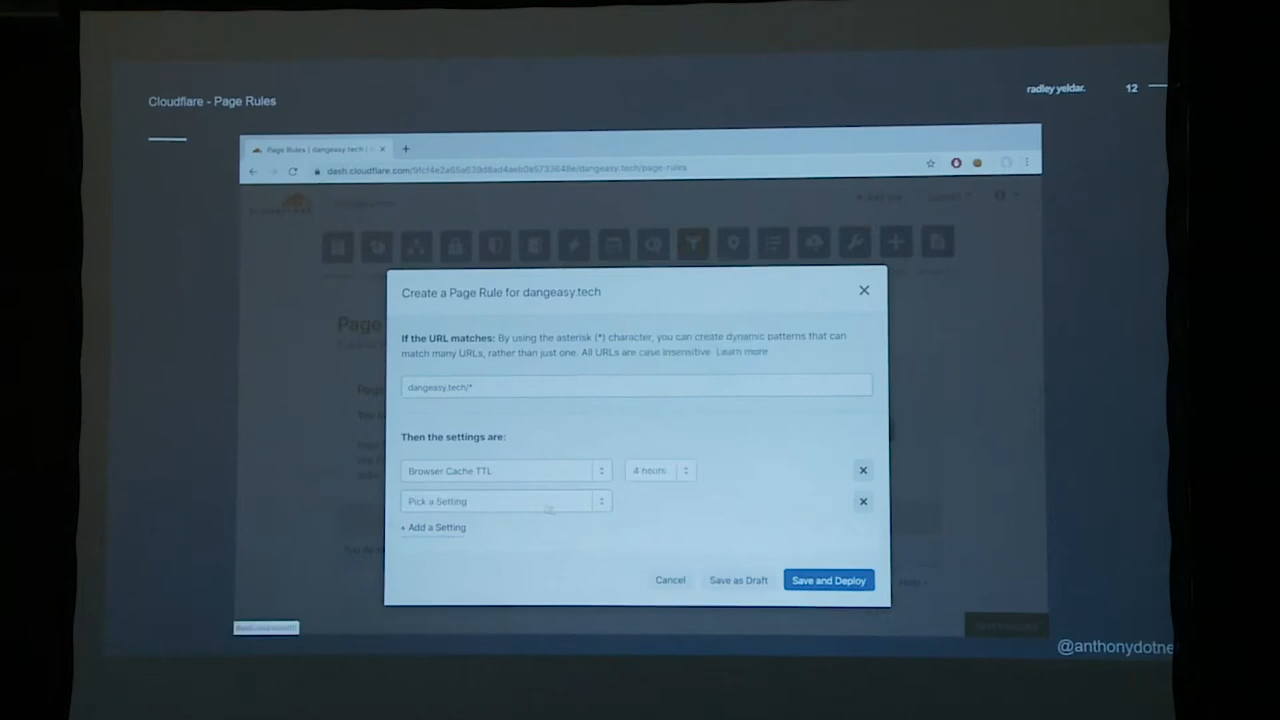 Cloudflare - Page Rules
radley yeldar.
12
Page Rules | dangeasy.tech |
dash.cloudflare.com/9fcf4e2a65a639d8ad4aeb0e5733648e/dangeasy.tech/page-rules
Page
Create a Page Rule for dangeasy.tech
If the URL matches: By using the asterisk (*) character, you can create dynamic patterns that can
match many URLs, rather than just one. All URLs are case insensitive. Learn more
dangeasy.tech/*
Then the settings are:
Browser Cache TTL
4 hours
Pick a Setting
+ Add a Setting
You do
Cancel
Save as Draft
Save and Deploy
Help
@anthonydotne